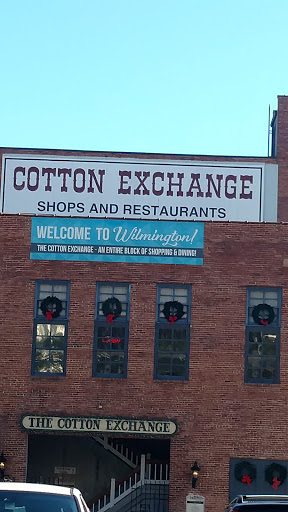 COTTON EXCHANGE
SHOPS AND RESTAURANTS
WELCOME TO Wilmington!
THE COTTON EXCHANGE - AN ENTIRE BLOCK OF SHOPPING & DINING!
THE COTTON EXCHANGE